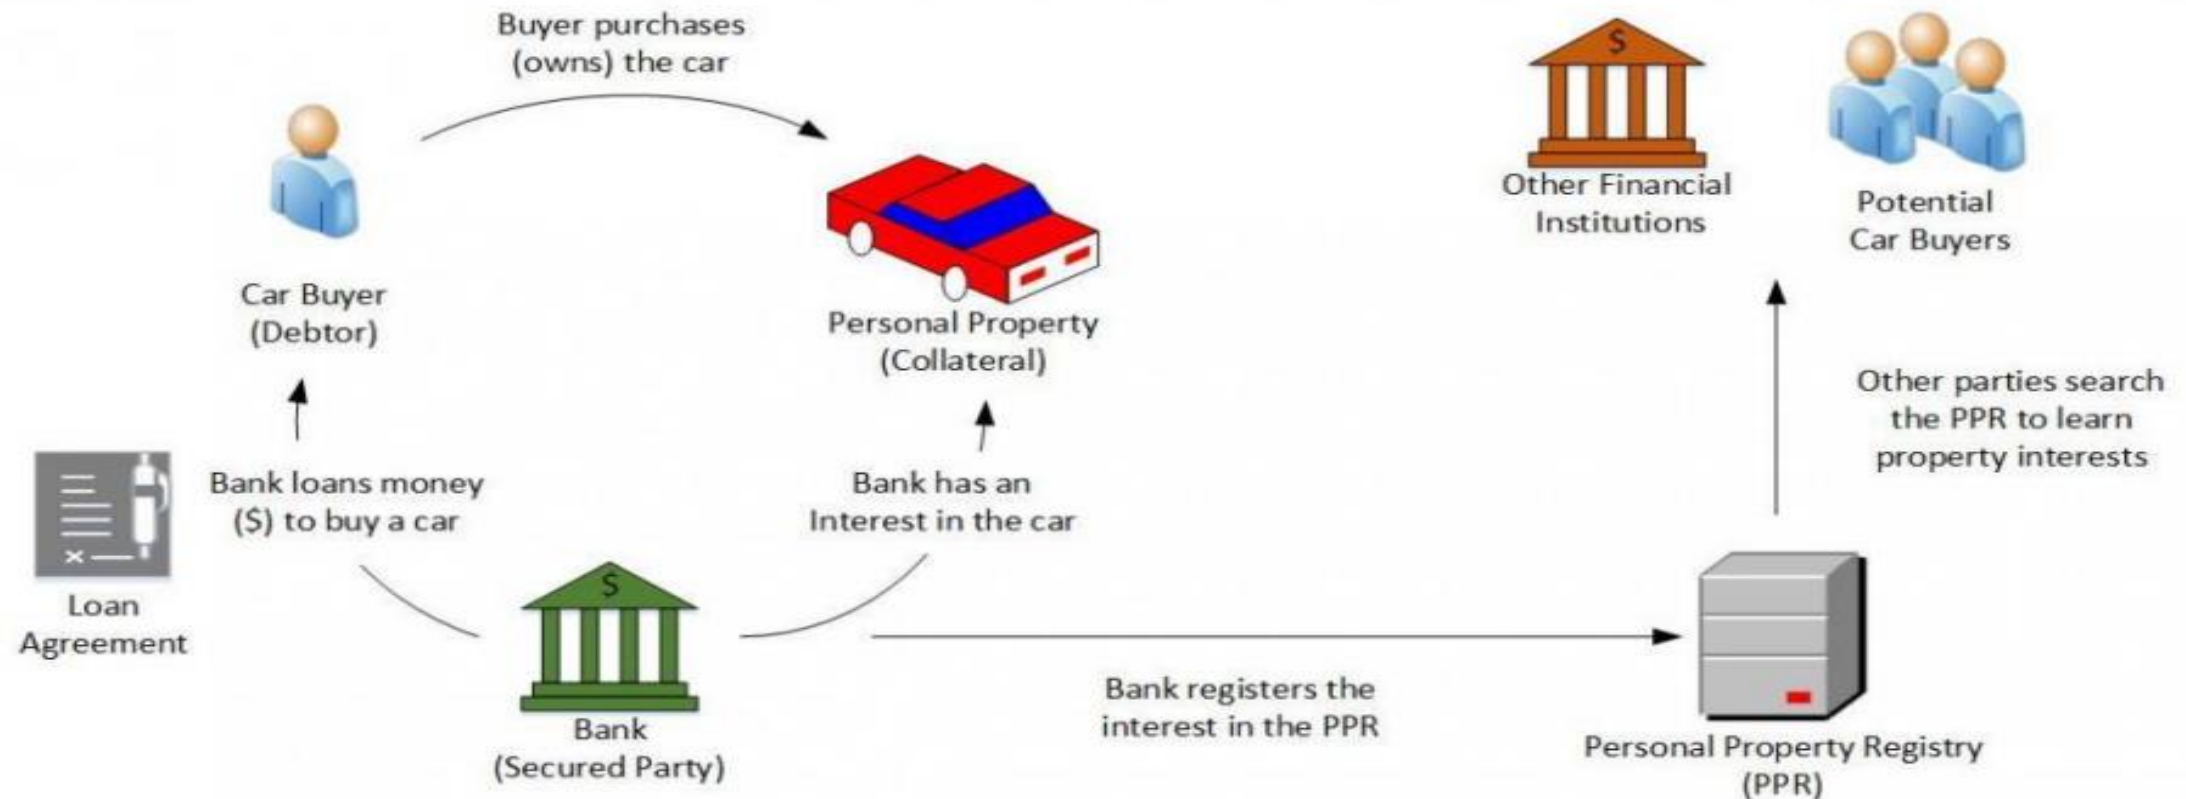 Buyer purchases
(owns) the car
$
Other Financial
Institutions
Potential
Car Buyers
Car Buyer
(Debtor)
Personal Property
(Collateral)
Other parties search
the PPR to learn
property interests
Bank loans money
($) to buy a car
Bank has an
Interest in the car
x
Loan
Agreement
$
Bank
(Secured Party)
Bank registers the
interest in the PPR
Personal Property Registry
(PPR)